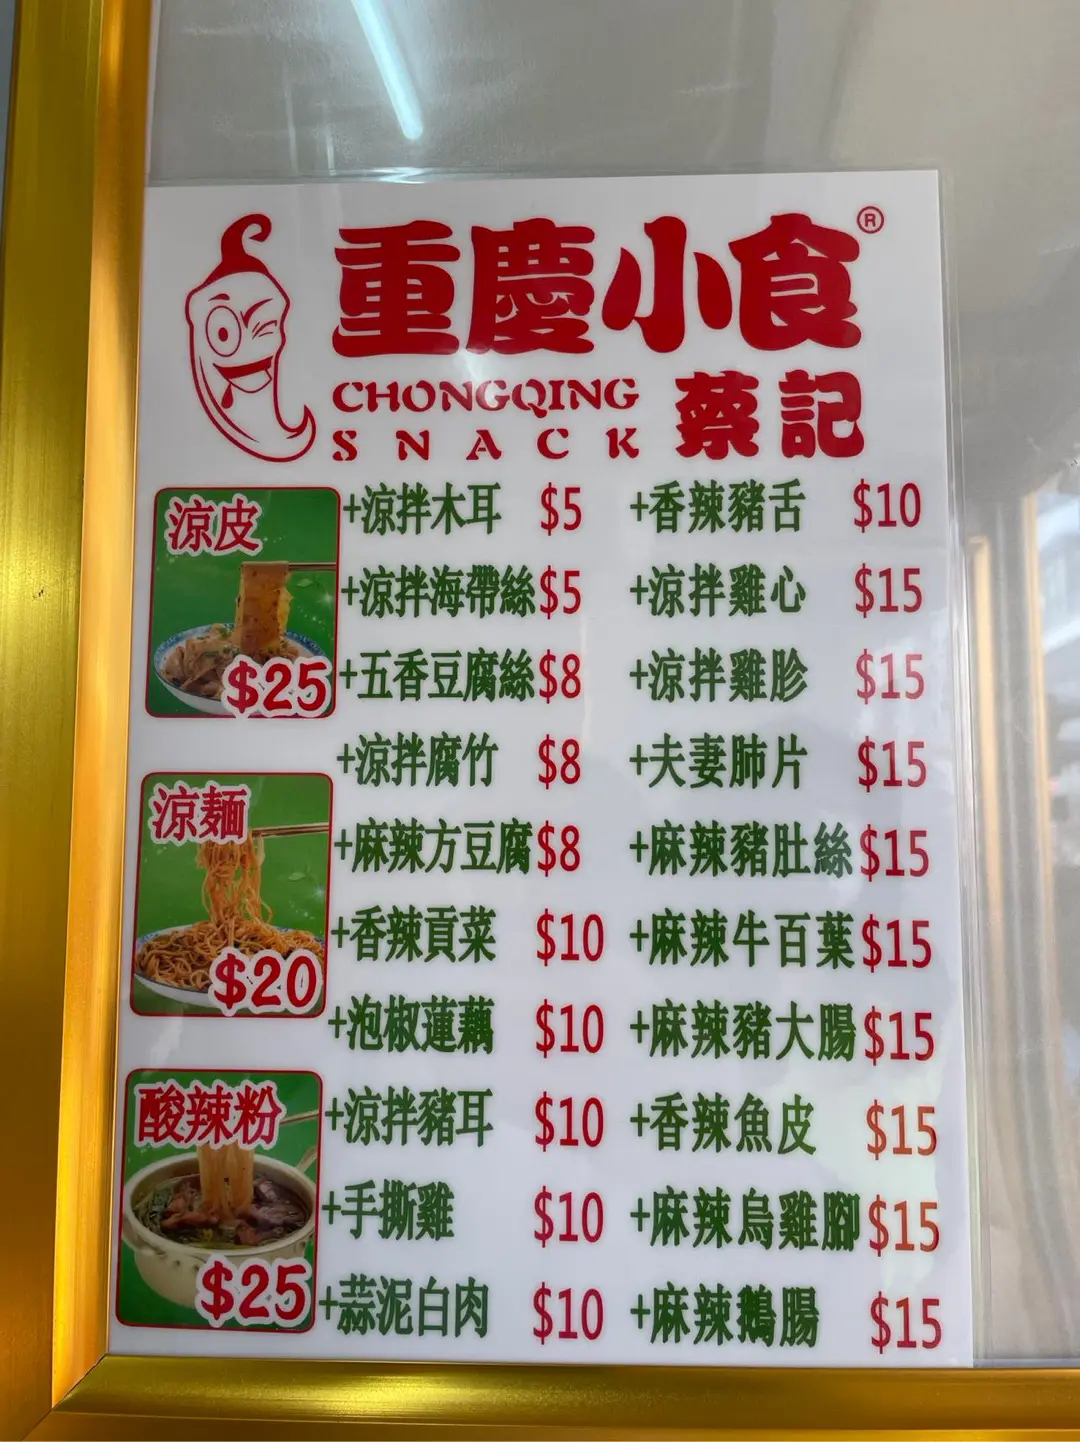 重慶小食®
CHONGQING
SNACK
蔡記
涼皮
$25
涼麵
$20
酸辣粉
$25
+涼拌木耳 $5
+涼拌海帶絲 $5
+五香豆腐絲 $8
+涼拌腐竹 $8
+麻辣方豆腐 $8
+香辣貢菜 $10
+泡椒蓮藕 $10
+涼拌豬耳 $10
+手撕雞 $10
+蒜泥白肉 $10
+香辣豬舌 $10
+涼拌雞心 $15
+涼拌雞胗 $15
+夫妻肺片 $15
+麻辣豬肚絲 $15
+麻辣牛百葉 $15
+麻辣豬大腸 $15
+香辣魚皮 $15
+麻辣烏雞腳 $15
+麻辣鵝腸 $15